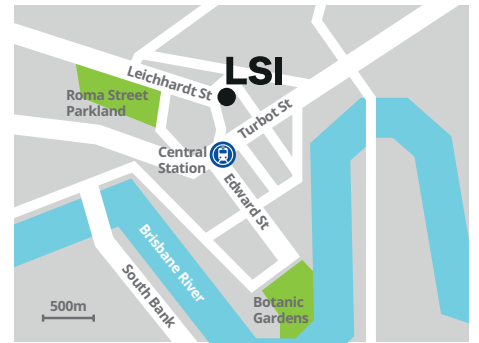 LSI
Leichhardt St
Roma Street
Parkland
Turbot St
Central
Station
Edward St
Brisbane River
South Bank
Botanic
Gardens
500m